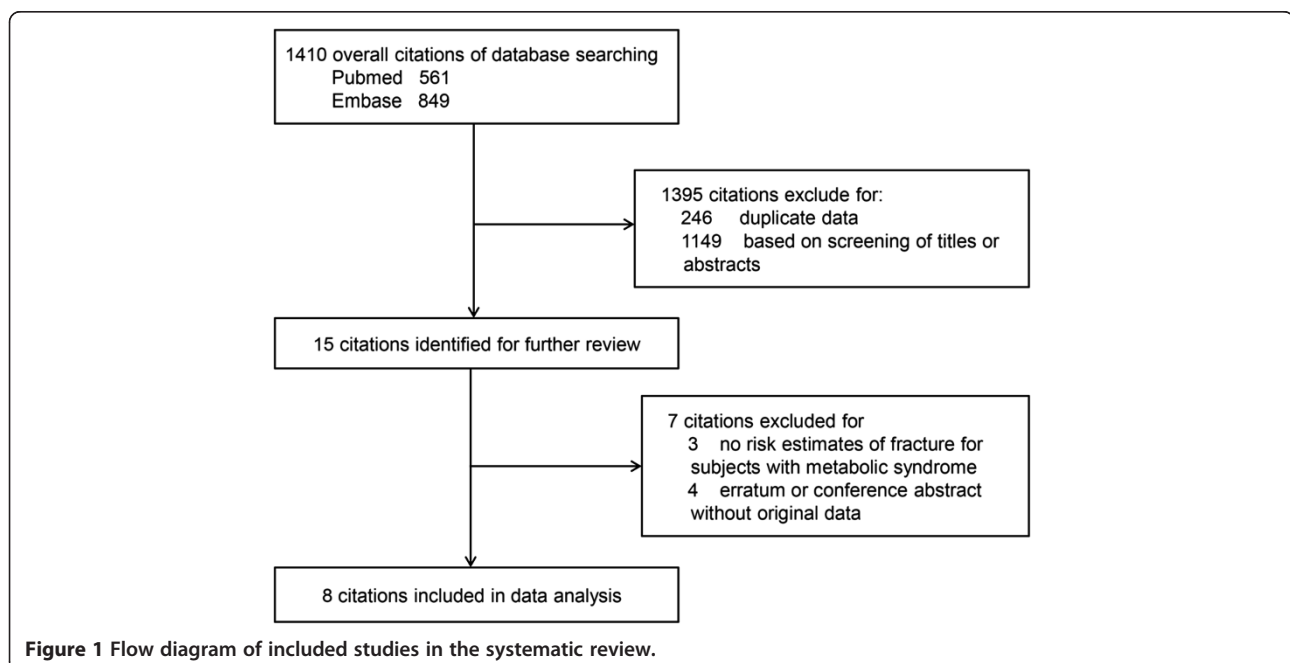 1410 overall citations of database searching
Pubmed 561
Embase 849
1395 citations exclude for:
246 duplicate data
1149 based on screening of titles or
abstracts
15 citations identified for further review
7 citations excluded for
3 no risk estimates of fracture for
subjects with metabolic syndrome
4 erratum or conference abstract
without original data
8 citations included in data analysis
Figure 1 Flow diagram of included studies in the systematic review.